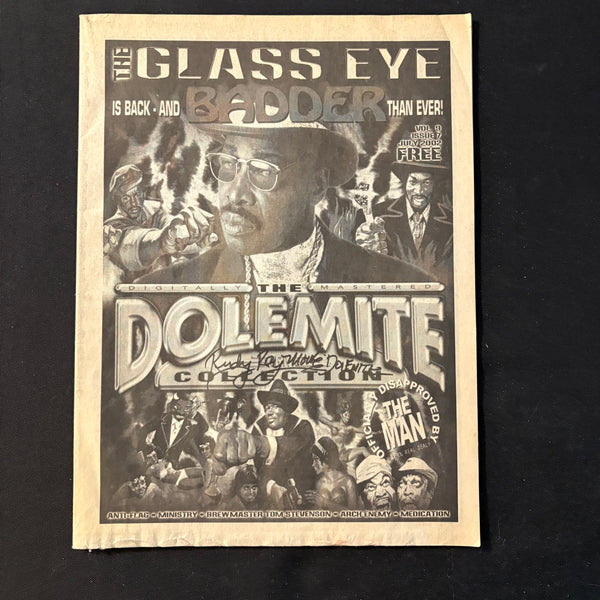 THE GLASS EYE
IS BACK - AND BADDER THAN EVER!
VOL. 9
ISSUE 7
JULY 2002
FREE
DIGITALLY THE MASTERED
DOLEMITE
Rudy Ray Moore "DOLEMITE"
COLLECTION
OFFICIALLY DISAPPROVED BY
THE
MAN
ANTI-FLAG • MINISTRY • BREWMASTER TOM STEVENSON • ARCH ENEMY • MEDICATION